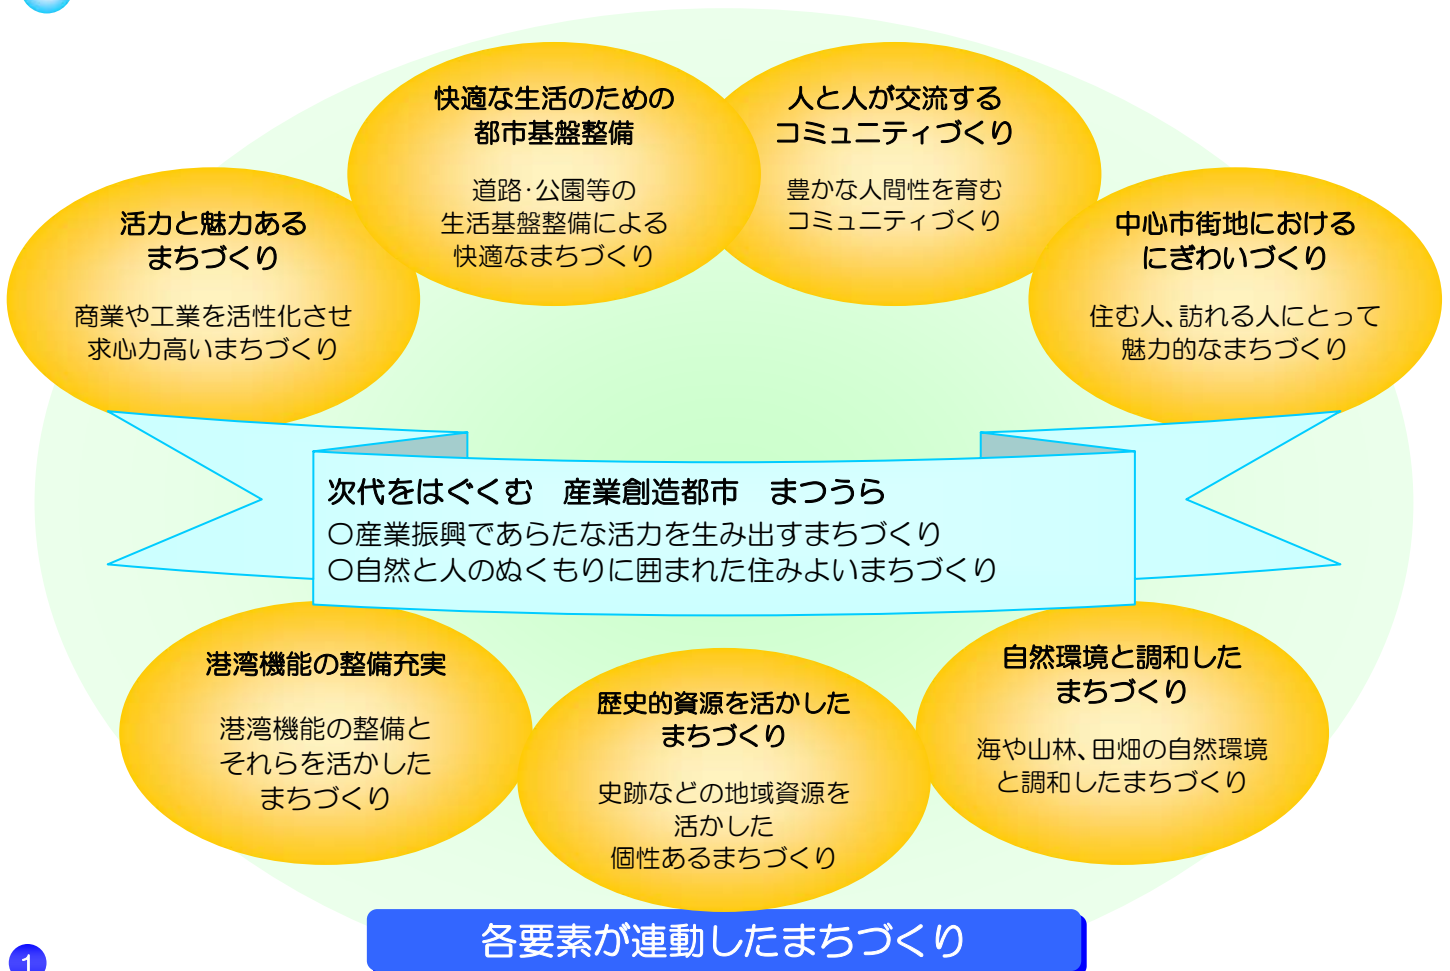 快適な生活のための
都市基盤整備
道路・公園等の
生活基盤整備による
快適なまちづくり
人と人が交流する
コミュニティづくり
豊かな人間性を育む
コミュニティづくり
活力と魅力ある
まちづくり
商業や工業を活性化させ
求心力高いまちづくり
中心市街地における
にぎわいづくり
住む人、訪れる人にとって
魅力的なまちづくり
次代をはぐくむ　産業創造都市　まつうら
〇産業振興であらたな活力を生み出すまちづくり
〇自然と人のぬくもりに囲まれた住みよいまちづくり
港湾機能の整備充実
港湾機能の整備と
それらを活かした
まちづくり
歴史的資源を活かした
まちづくり
史跡などの地域資源を
活かした
個性あるまちづくり
自然環境と調和した
まちづくり
海や山林、田畑の自然環境
と調和したまちづくり
各要素が連動したまちづくり
1